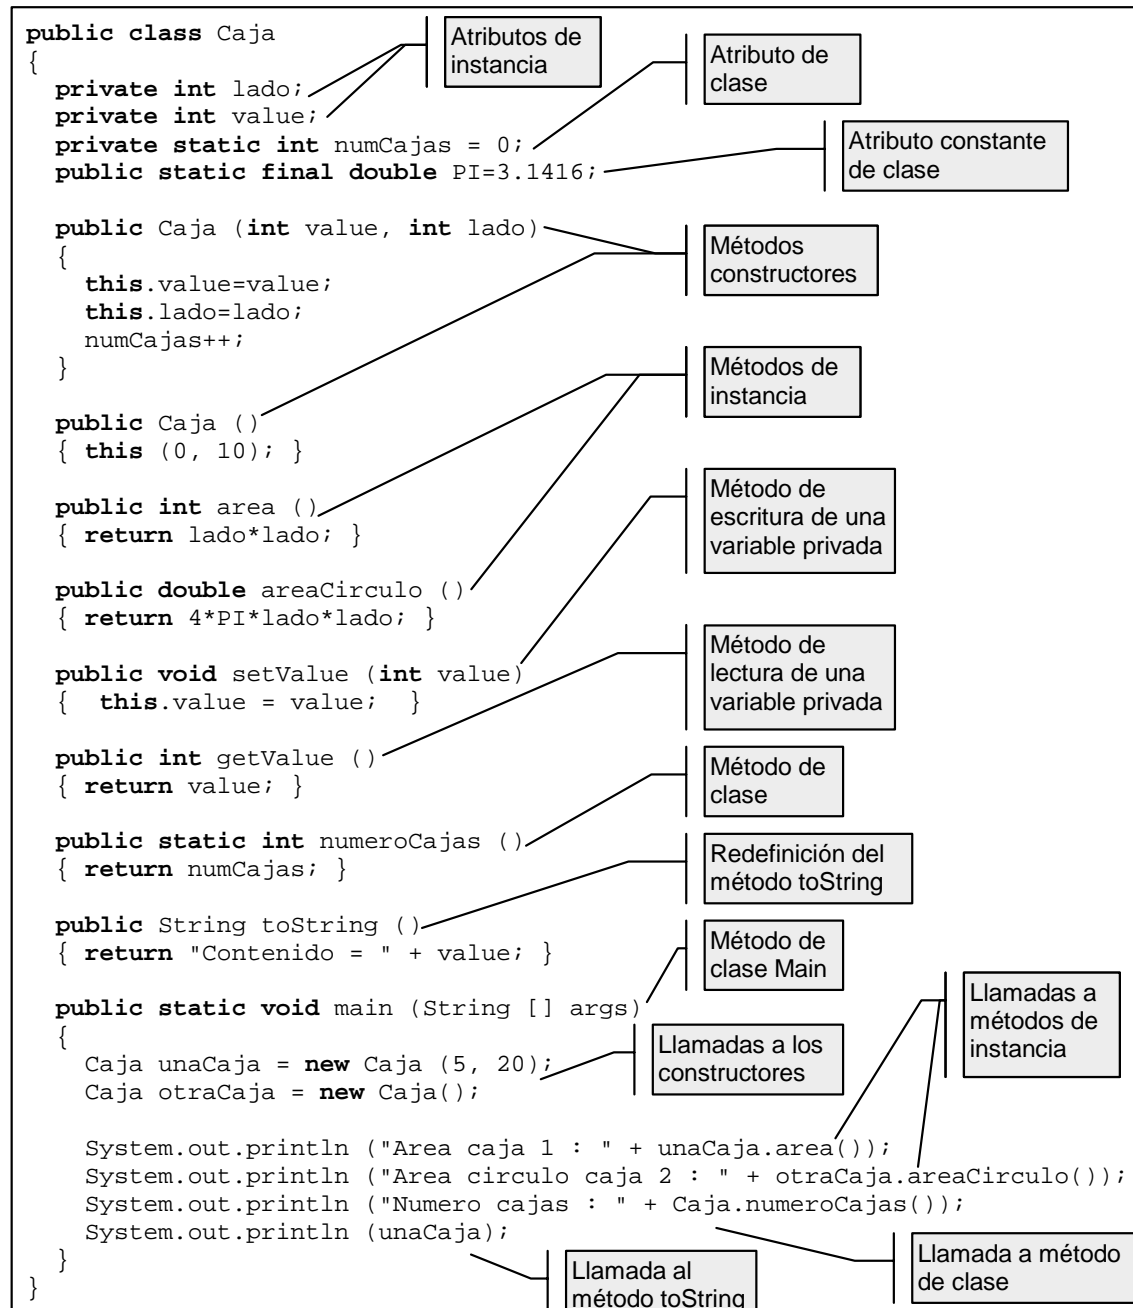 public class Caja
{
private int lado;
private int value;
private static int numCajas = 0;
public static final double PI=3.1416;
public Caja (int value, int lado)
{
this.value=value;
this.lado=lado;
numCajas++;
}
public Caja ()
{ this (0, 10); }
public int area ()
{ return lado*lado; }
public double areaCirculo ()
{ return 4*PI*lado*lado; }
public void setValue (int value)
{ this.value = value; }
public int getValue ()
{ return value; }
public static int numeroCajas ()
{ return numCajas; }
public String toString ()
{ return "Contenido = " + value; }
public static void main (String [] args)
{
Caja unaCaja = new Caja (5, 20);
Caja otraCaja = new Caja();
System.out.println ("Area caja 1 : " + unaCaja.area());
System.out.println ("Area circulo caja 2 : " + otraCaja.areaCirculo());
System.out.println ("Numero cajas : " + Caja.numeroCajas());
System.out.println (unaCaja);
}
}
Atributos de
instancia
Atributo de
clase
Atributo constante
de clase
Métodos
constructores
Métodos de
instancia
Método de
escritura de una
variable privada
Método de
lectura de una
variable privada
Método de
clase
Redefinición del
método toString
Método de
clase Main
Llamadas a
métodos de
instancia
Llamadas a los
constructores
Llamada a método
de clase
Llamada al
método toString